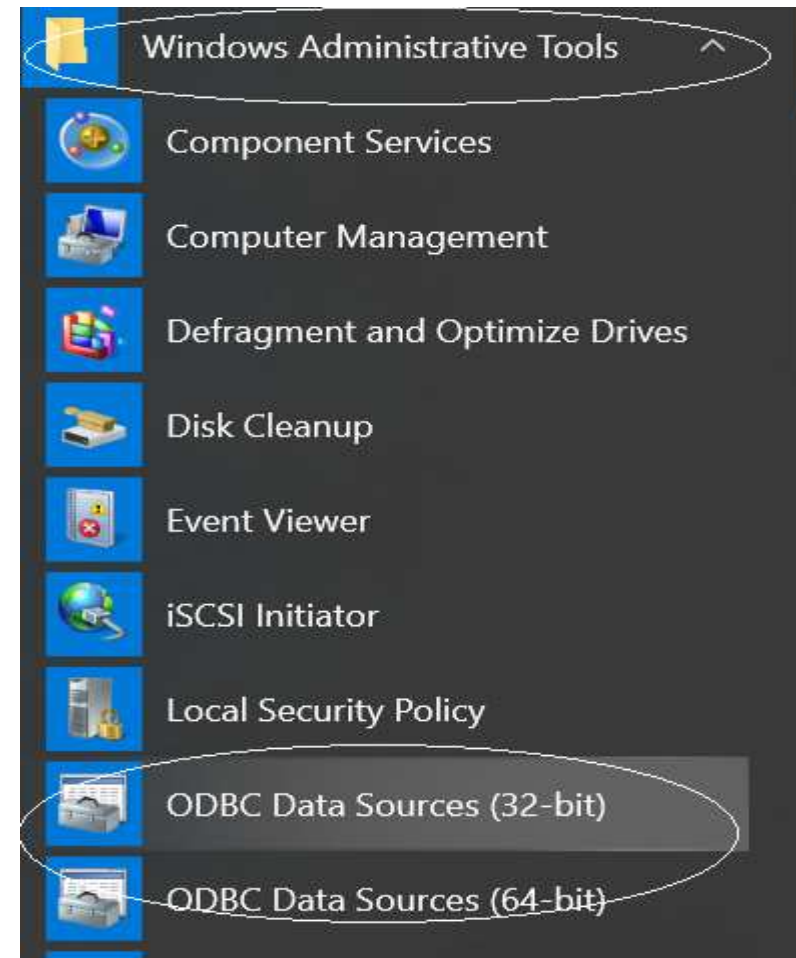 Windows Administrative Tools
Component Services
Computer Management
Defragment and Optimize Drives
Disk Cleanup
Event Viewer
iSCSI Initiator
Local Security Policy
ODBC Data Sources (32-bit)
ODBC Data Sources (64-bit)